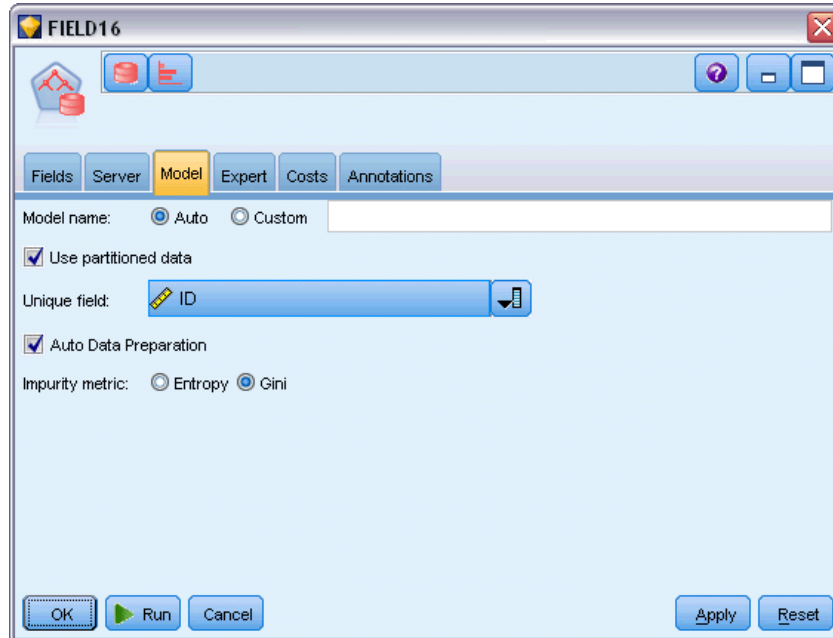 FIELD16
?
Fields Server Model Expert Costs Annotations
Model name: Auto Custom
Use partitioned data
Unique field: ID
Auto Data Preparation
Impurity metric: Entropy Gini
OK Run Cancel Apply Reset